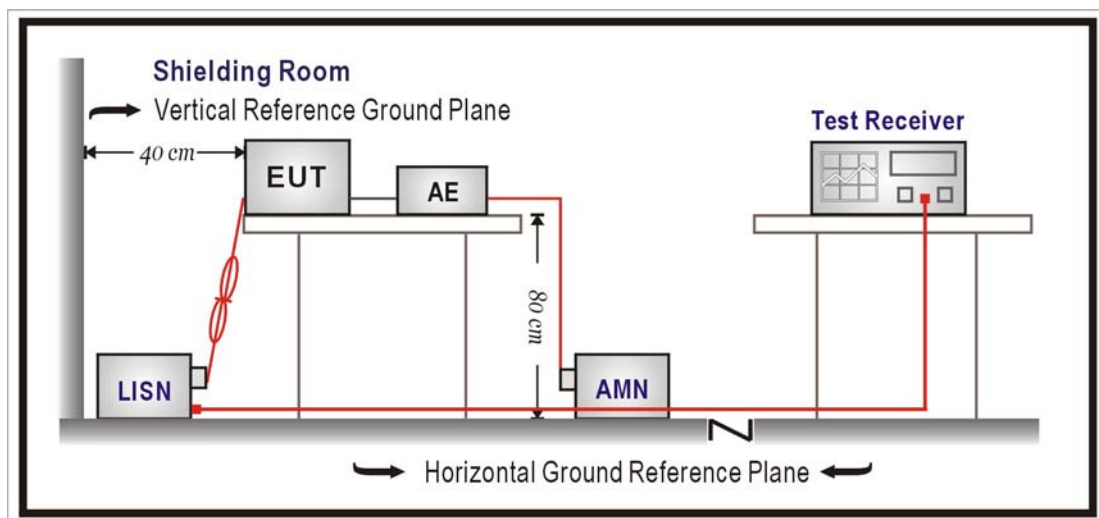 Shielding Room
Vertical Reference Ground Plane
40 cm
EUT
AE
Test Receiver
80 cm
LISN
AMN
Horizontal Ground Reference Plane